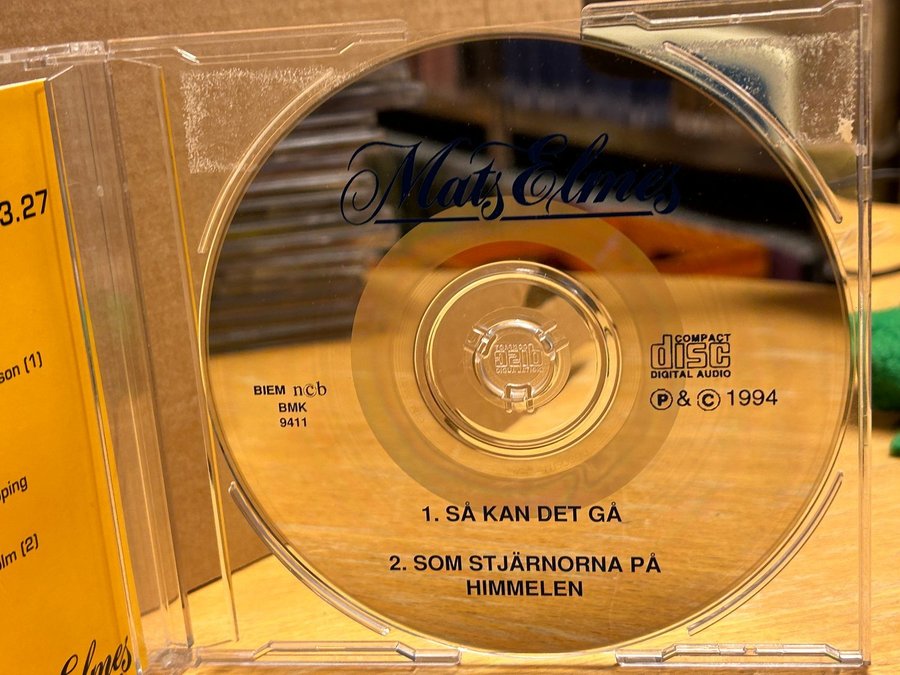 3.27
son (1)
ping
lm (2)
Elmes
Mats Elmes
COMPACT
disc
DIGITAL AUDIO
P & C 1994
BIEM ncb
BMK
9411
1. SÅ KAN DET GÅ
2. SOM STJÄRNORNA PÅ
HIMMELEN